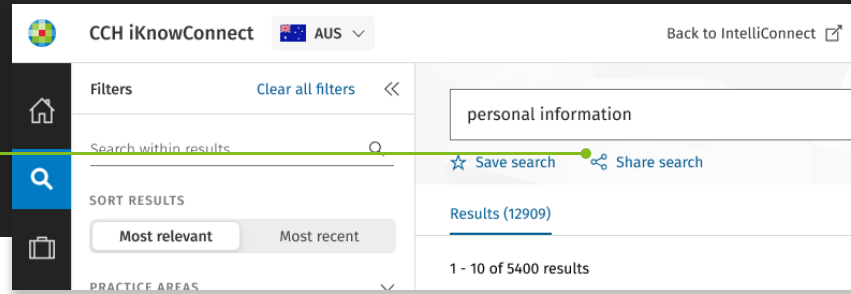 CCH iKnowConnect AUS Back to IntelliConnect
Filters Clear all filters
personal information
Search within results
Save search Share search
SORT RESULTS
Results (12909)
Most relevant Most recent
1 - 10 of 5400 results
PRACTICE AREAS